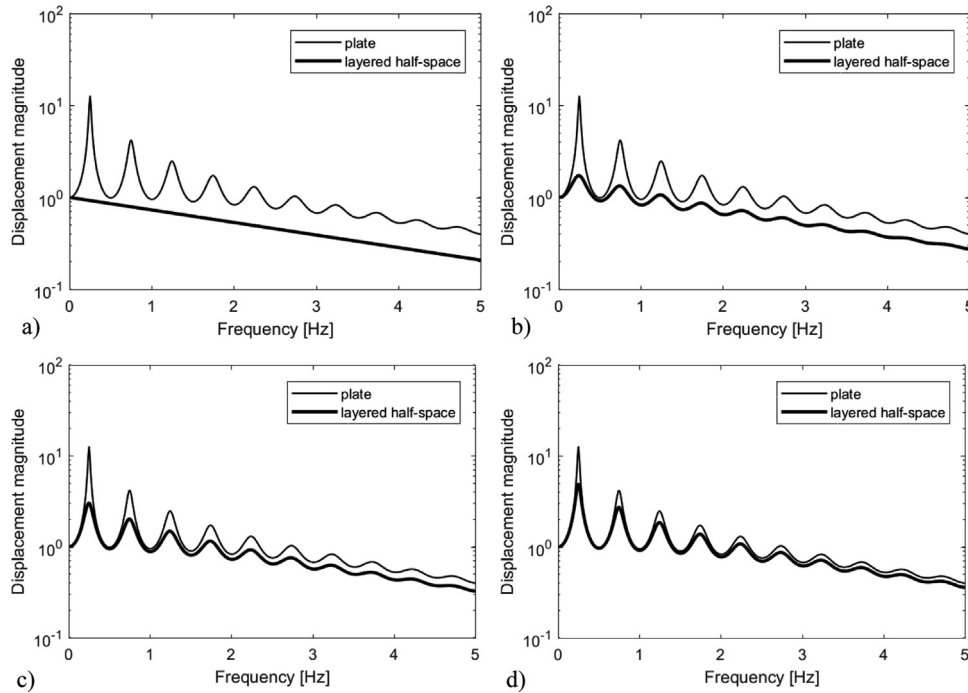 10^2
plate
layered half-space
10^1
10^0
10^-1
Displacement magnitude
0 1 2 3 4 5
Frequency [Hz]
a)
10^2
plate
layered half-space
10^1
10^0
10^-1
Displacement magnitude
0 1 2 3 4 5
Frequency [Hz]
b)
10^2
plate
layered half-space
10^1
10^0
10^-1
Displacement magnitude
0 1 2 3 4 5
Frequency [Hz]
c)
10^2
plate
layered half-space
10^1
10^0
10^-1
Displacement magnitude
0 1 2 3 4 5
Frequency [Hz]
d)